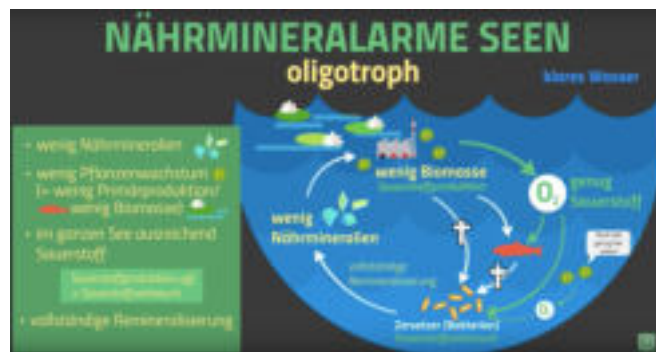 NÄHRMINERALARME SEEN
oligotroph
klares Wasser
+ wenig Nährmineralien
+ wenig Pflanzenwachstum
(= wenig Primärproduktion/
wenig Biomasse)
+ im ganzen See ausreichend
Sauerstoff
+ vollständige Remineralisierung
wenig Biomasse
genug
Sauerstoff
O₂
wenig
Nährmineralien
vollständige
Remineralisierung
Zersetzer (Bakterien)
O₂